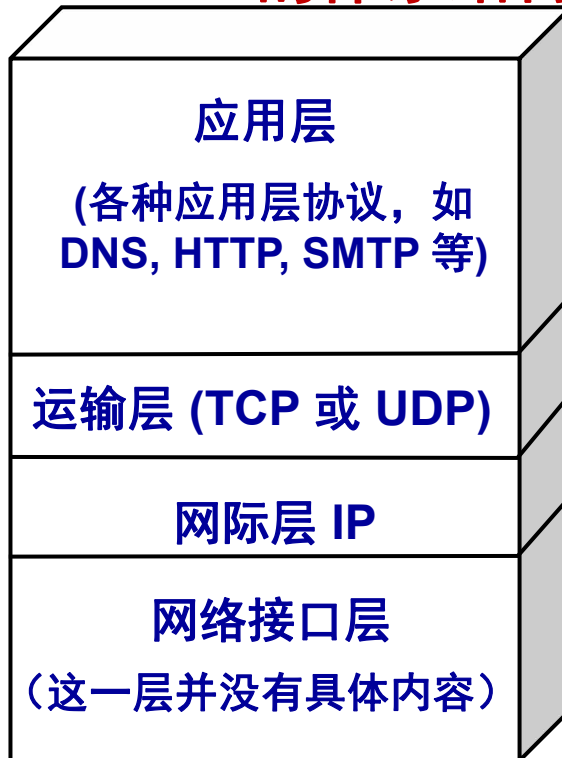 应用层
(各种应用层协议，如
DNS, HTTP, SMTP 等)
运输层 (TCP 或 UDP)
网际层 IP
网络接口层
（这一层并没有具体内容）